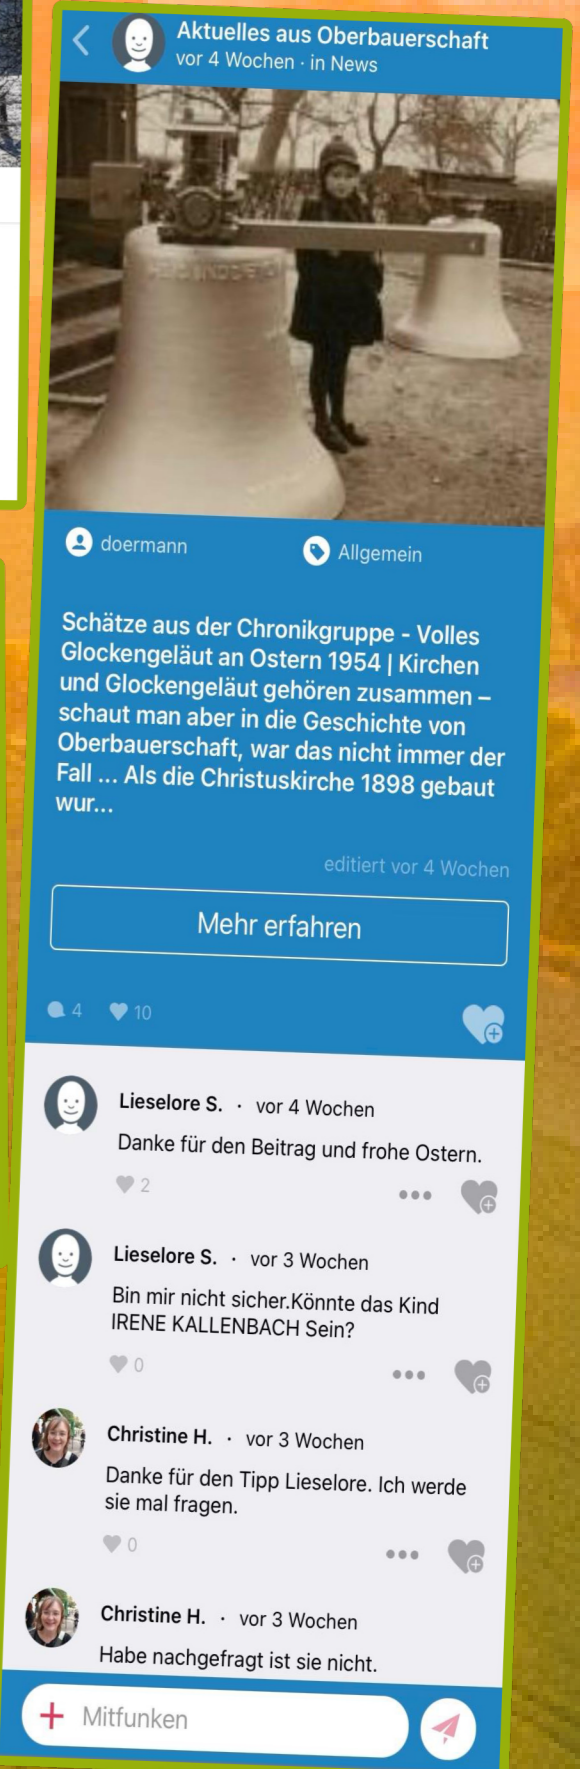 Aktuelles aus Oberbauerschaft
vor 4 Wochen · in News
doermann
Allgemein
Schätze aus der Chronikgruppe - Volles
Glockengeläut an Ostern 1954 | Kirchen
und Glockengeläut gehören zusammen –
schaut man aber in die Geschichte von
Oberbauerschaft, war das nicht immer der
Fall ... Als die Christuskirche 1898 gebaut
wur...
editiert vor 4 Wochen
Mehr erfahren
4 10
Lieselore S. · vor 4 Wochen
Danke für den Beitrag und frohe Ostern.
2
Lieselore S. · vor 3 Wochen
Bin mir nicht sicher.Könnte das Kind
IRENE KALLENBACH Sein?
0
Christine H. · vor 3 Wochen
Danke für den Tipp Lieselore. Ich werde
sie mal fragen.
0
Christine H. · vor 3 Wochen
Habe nachgefragt ist sie nicht.
Mitfunken